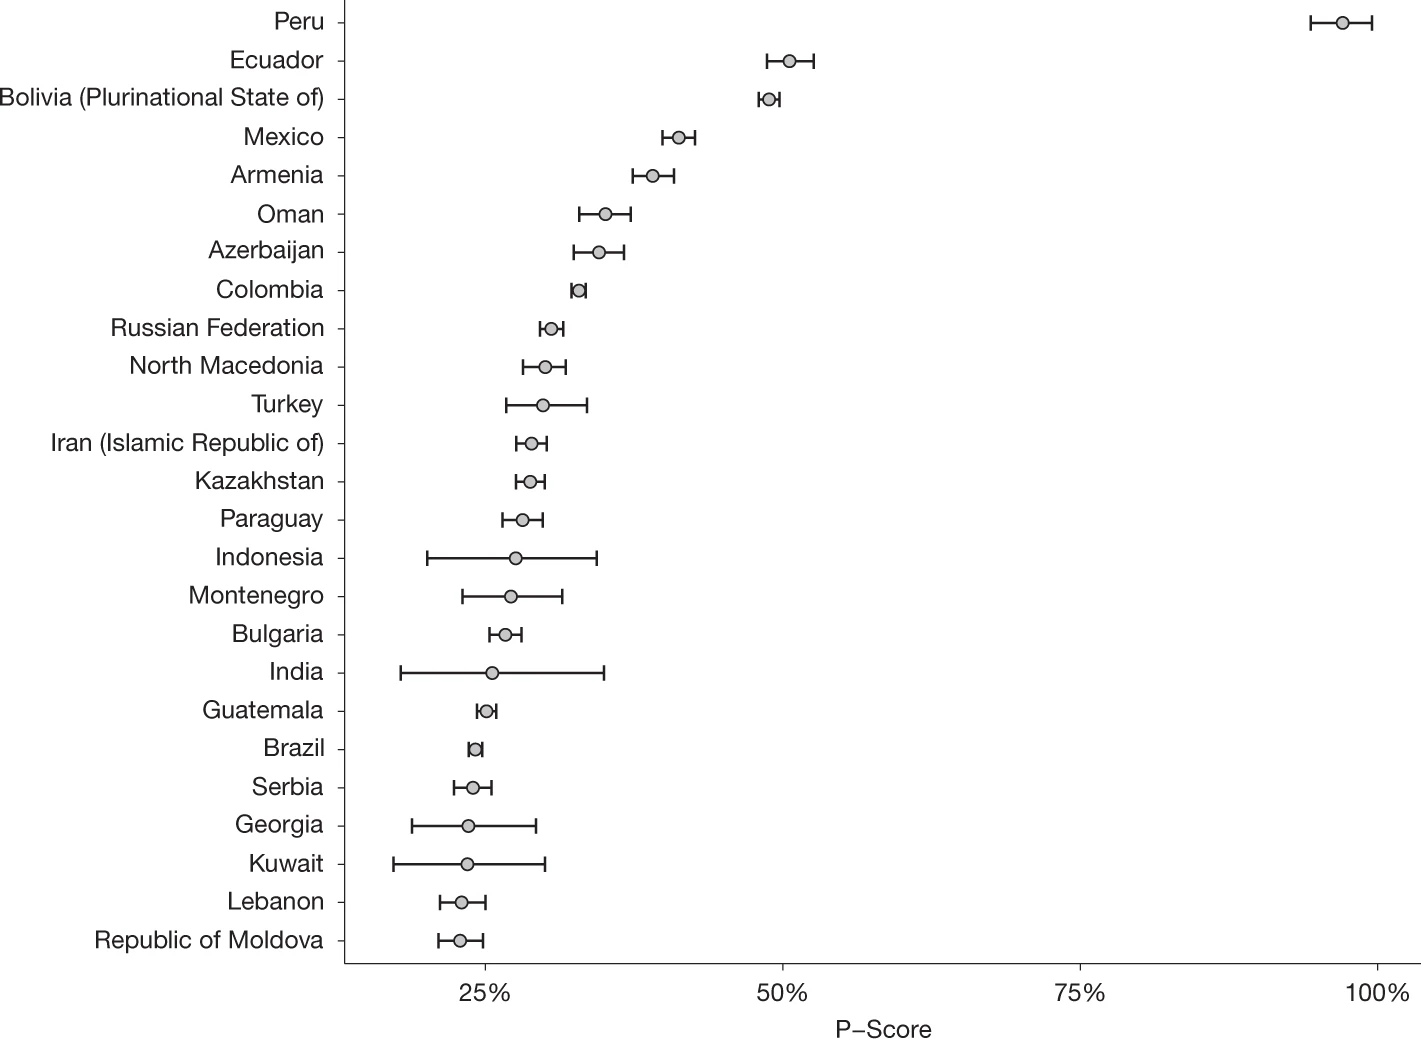 Peru
Ecuador
Bolivia (Plurinational State of)
Mexico
Armenia
Oman
Azerbaijan
Colombia
Russian Federation
North Macedonia
Turkey
Iran (Islamic Republic of)
Kazakhstan
Paraguay
Indonesia
Montenegro
Bulgaria
India
Guatemala
Brazil
Serbia
Georgia
Kuwait
Lebanon
Republic of Moldova
25% 50% 75% 100%
P–Score